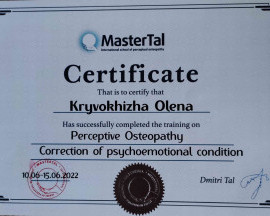 MasterTal
International school of perceptual osteopathy
Certificate
That is to certify that
Kryvokhizha Olena
Has successfully completed the training on
Perceptive Osteopathy
Correction of psychoemotional condition
10.06-15.06.2022
Dmitri Tal